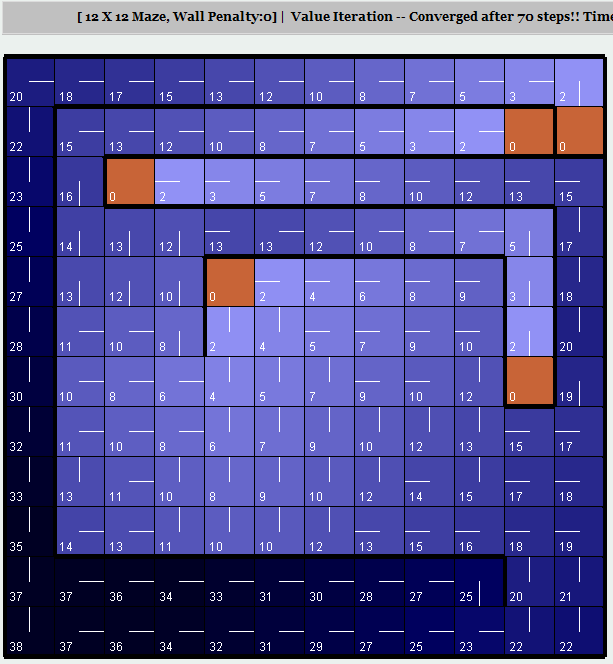 [ 12 X 12 Maze, Wall Penalty:0] | Value Iteration -- Converged after 70 steps!! Time
20 18 17 15 13 12 10 8 7 5 3 2
22 15 13 12 10 8 7 5 3 2 0 0
23 16 0 2 3 5 7 8 10 12 13 15
25 14 13 12 13 13 12 10 8 7 5 17
27 13 12 10 0 2 4 6 8 9 3 18
28 11 10 8 2 4 5 7 9 10 2 20
30 10 8 6 4 5 7 9 10 12 0 19
32 11 10 8 6 7 9 10 12 13 15 17
33 13 11 10 8 9 10 12 14 15 17 18
35 14 13 11 10 10 12 13 15 16 18 19
37 37 36 34 33 31 30 28 27 25 20 21
38 37 36 34 32 31 29 27 25 23 22 22